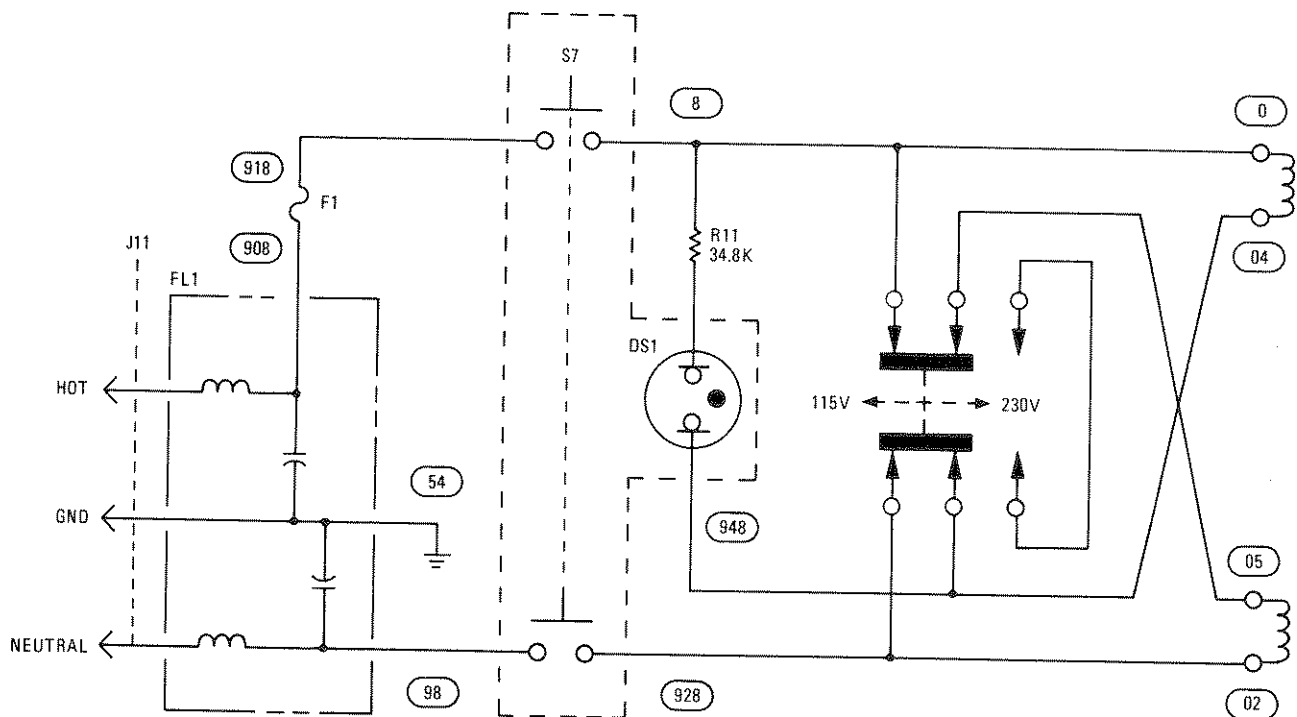 S7
8
0
918
F1
J11
908
R11
34.8K
04
FL1
DS1
HOT
115V
230V
54
GND
948
05
NEUTRAL
98
928
02